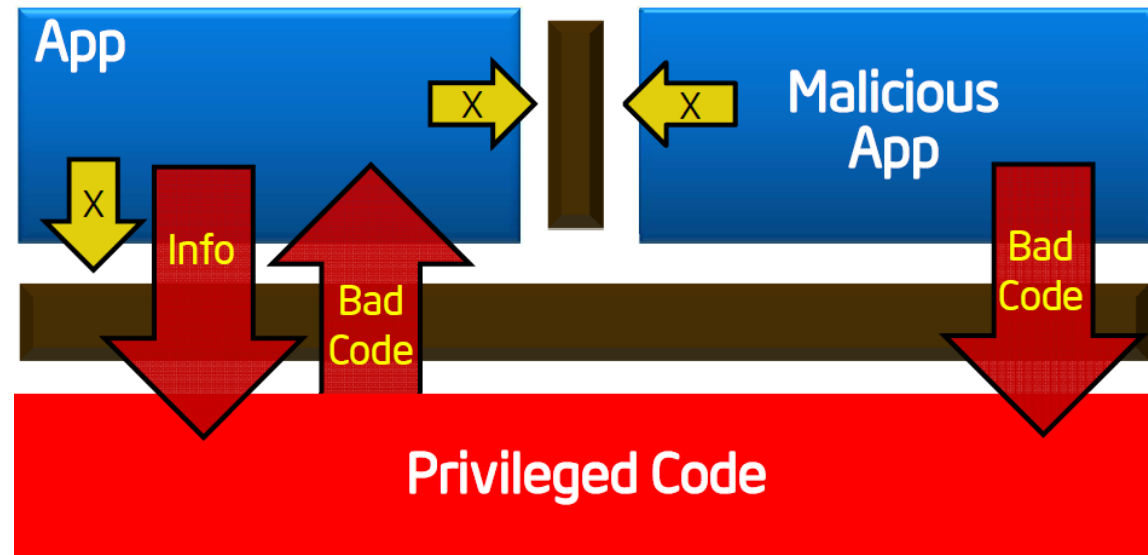 App
X
X
Malicious
App
X
Info
Bad
Code
Bad
Code
Privileged Code